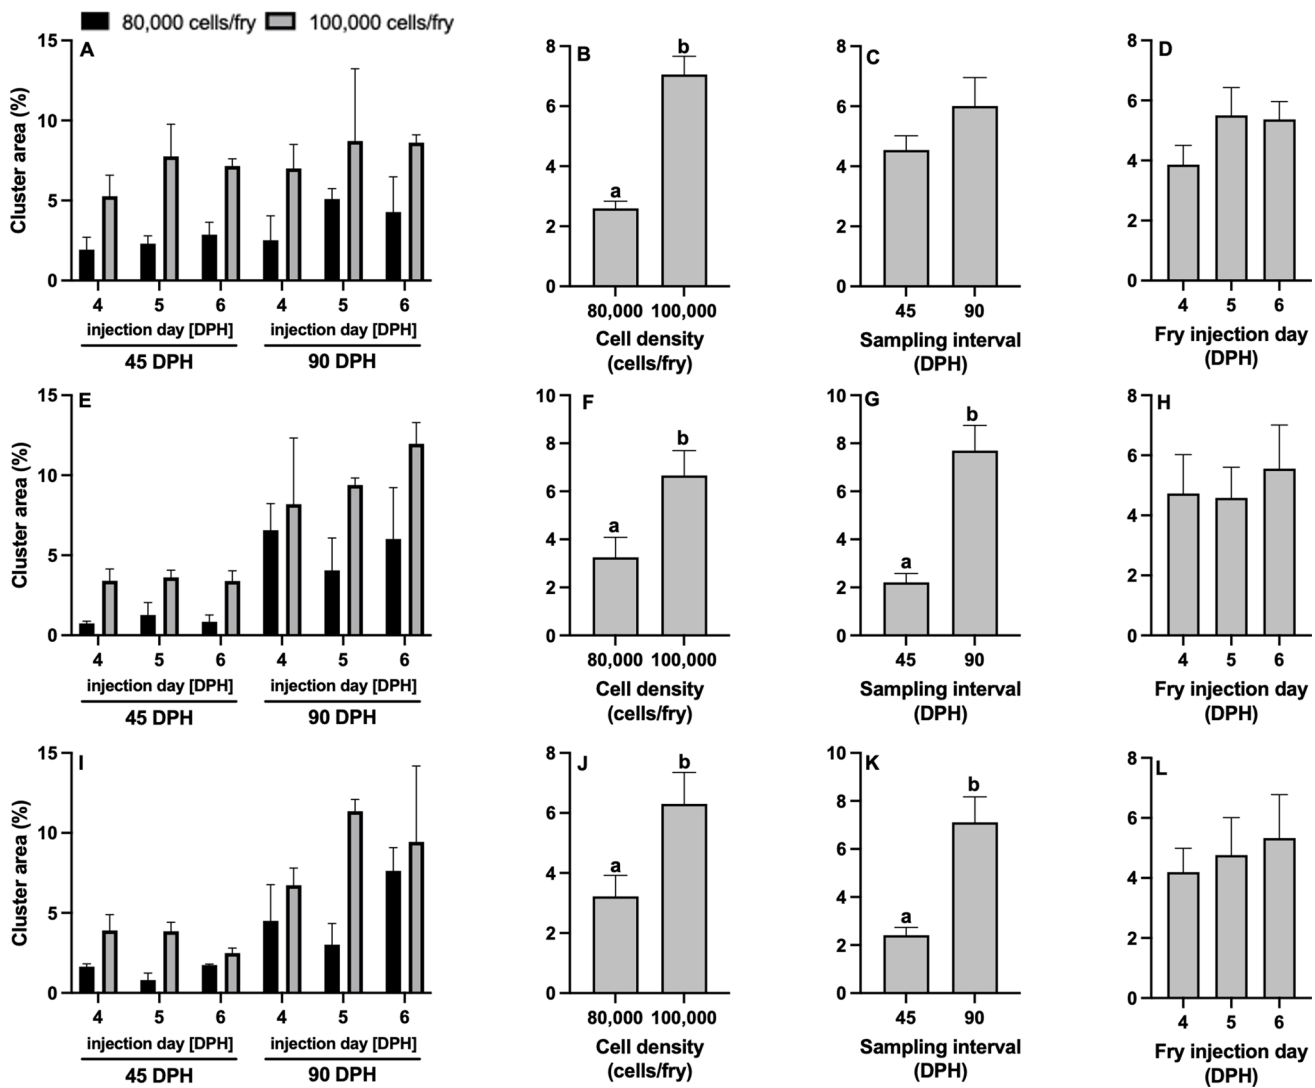 80,000 cells/fry 100,000 cells/fry
A
Cluster area (%)
15
10
5
0
4 5 6 4 5 6
injection day [DPH] injection day [DPH]
45 DPH 90 DPH
B
8
6
4
2
0
a b
80,000 100,000
Cell density
(cells/fry)
C
8
6
4
2
0
45 90
Sampling interval
(DPH)
D
8
6
4
2
0
4 5 6
Fry injection day
(DPH)
E
Cluster area (%)
15
10
5
0
4 5 6 4 5 6
injection day [DPH] injection day [DPH]
45 DPH 90 DPH
F
10
8
6
4
2
0
a b
80,000 100,000
Cell density
(cells/fry)
G
10
8
6
4
2
0
a b
45 90
Sampling interval
(DPH)
H
8
6
4
2
0
4 5 6
Fry injection day
(DPH)
I
Cluster area (%)
15
10
5
0
4 5 6 4 5 6
injection day [DPH] injection day [DPH]
45 DPH 90 DPH
J
8
6
4
2
0
a b
80,000 100,000
Cell density
(cells/fry)
K
10
8
6
4
2
0
a b
45 90
Sampling interval
(DPH)
L
8
6
4
2
0
4 5 6
Fry injection day
(DPH)